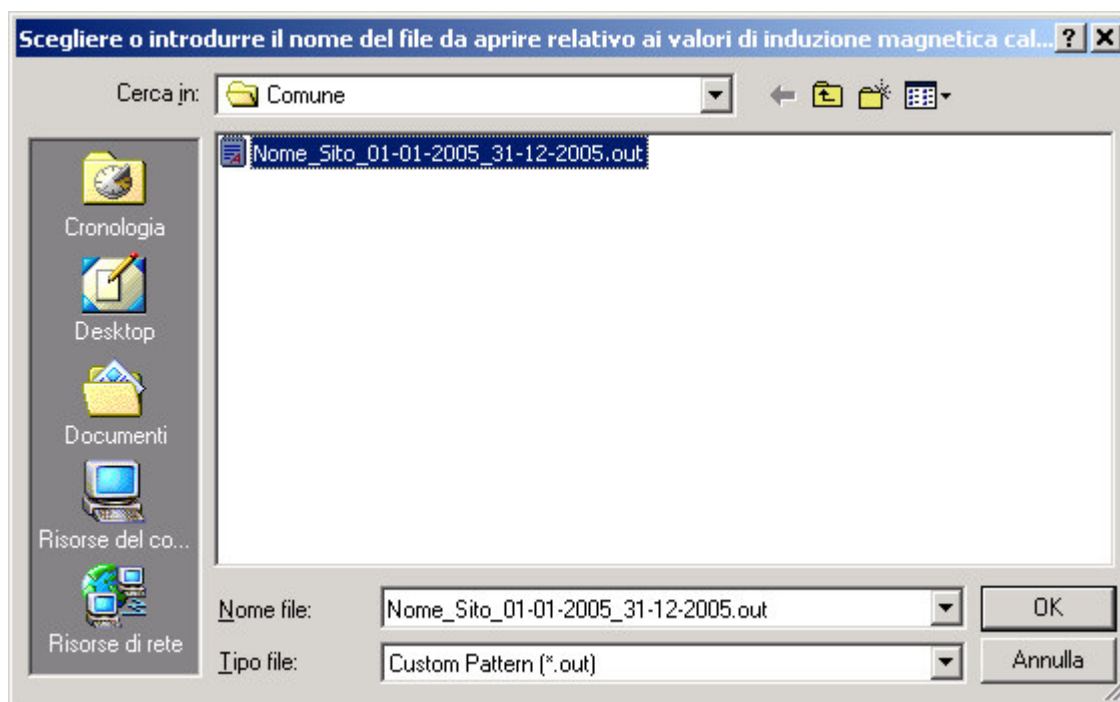 Scegliere o introdurre il nome del file da aprire relativo ai valori di induzione magnetica cal...
Cerca in:
Comune
Nome_Sito_01-01-2005_31-12-2005.out
Cronologia
Desktop
Documenti
Risorse del co...
Risorse di rete
Nome file:
Nome_Sito_01-01-2005_31-12-2005.out
OK
Tipo file:
Custom Pattern (*.out)
Annulla